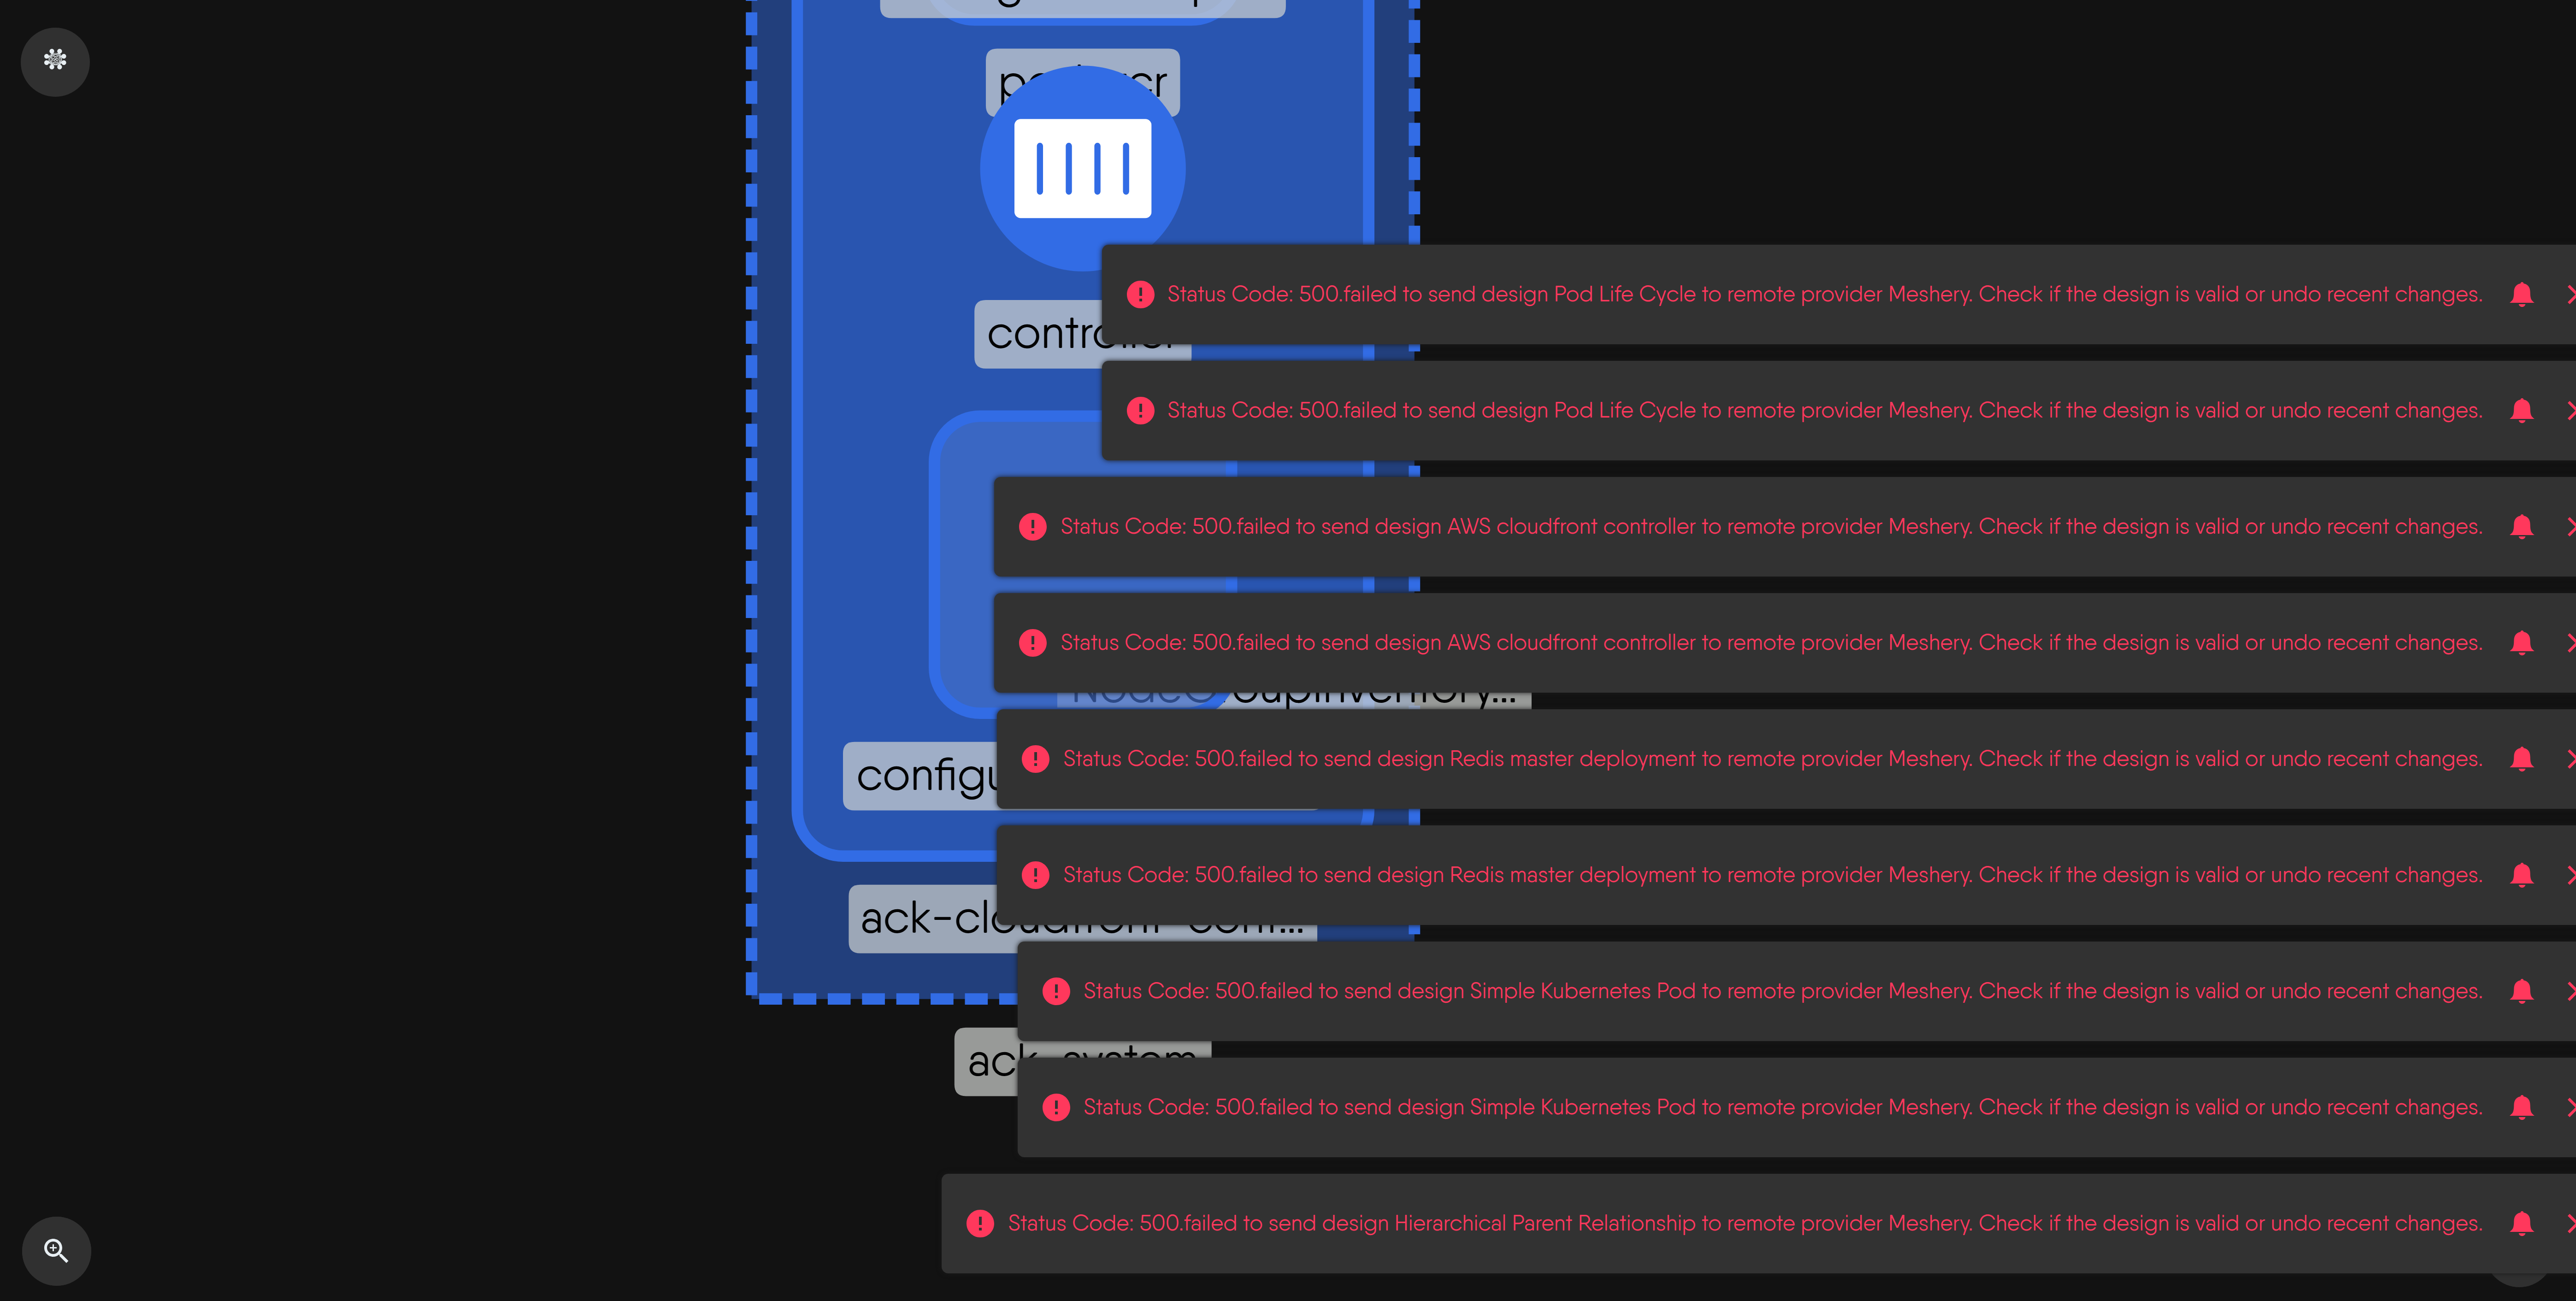 Status Code: 500.failed to send design Pod Life Cycle to remote provider Meshery. Check if the design is valid or undo recent changes.
controller
Status Code: 500.failed to send design Pod Life Cycle to remote provider Meshery. Check if the design is valid or undo recent changes.
Status Code: 500.failed to send design AWS cloudfront controller to remote provider Meshery. Check if the design is valid or undo recent changes.
Status Code: 500.failed to send design AWS cloudfront controller to remote provider Meshery. Check if the design is valid or undo recent changes.
NodeGroupInventory...
Status Code: 500.failed to send design Redis master deployment to remote provider Meshery. Check if the design is valid or undo recent changes.
Status Code: 500.failed to send design Redis master deployment to remote provider Meshery. Check if the design is valid or undo recent changes.
ack-cloudfront-cont...
Status Code: 500.failed to send design Simple Kubernetes Pod to remote provider Meshery. Check if the design is valid or undo recent changes.
ack-system
Status Code: 500.failed to send design Simple Kubernetes Pod to remote provider Meshery. Check if the design is valid or undo recent changes.
Status Code: 500.failed to send design Hierarchical Parent Relationship to remote provider Meshery. Check if the design is valid or undo recent changes.